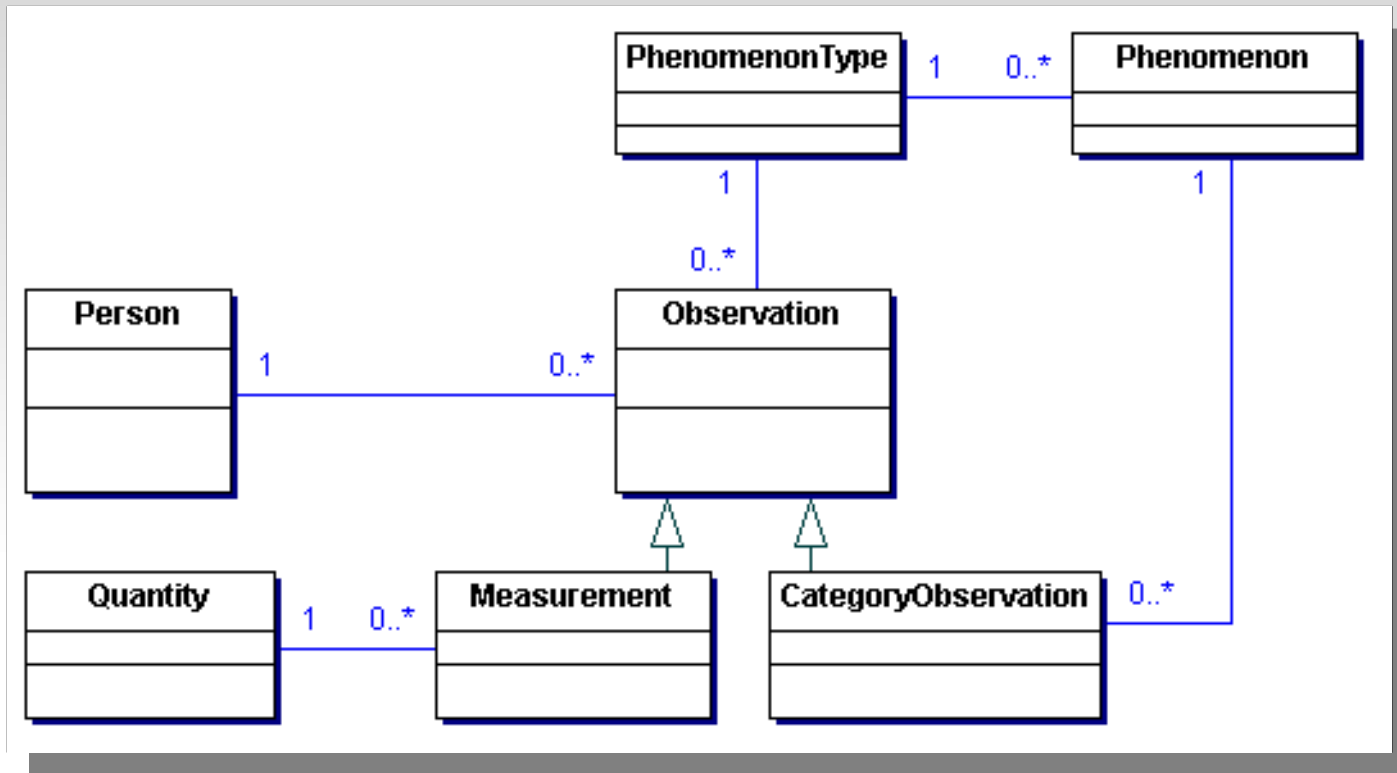 PhenomenonType
1
0..*
Phenomenon
1
1
0..*
Person
Observation
1
0..*
Quantity
Measurement
CategoryObservation
0..*
1
0..*